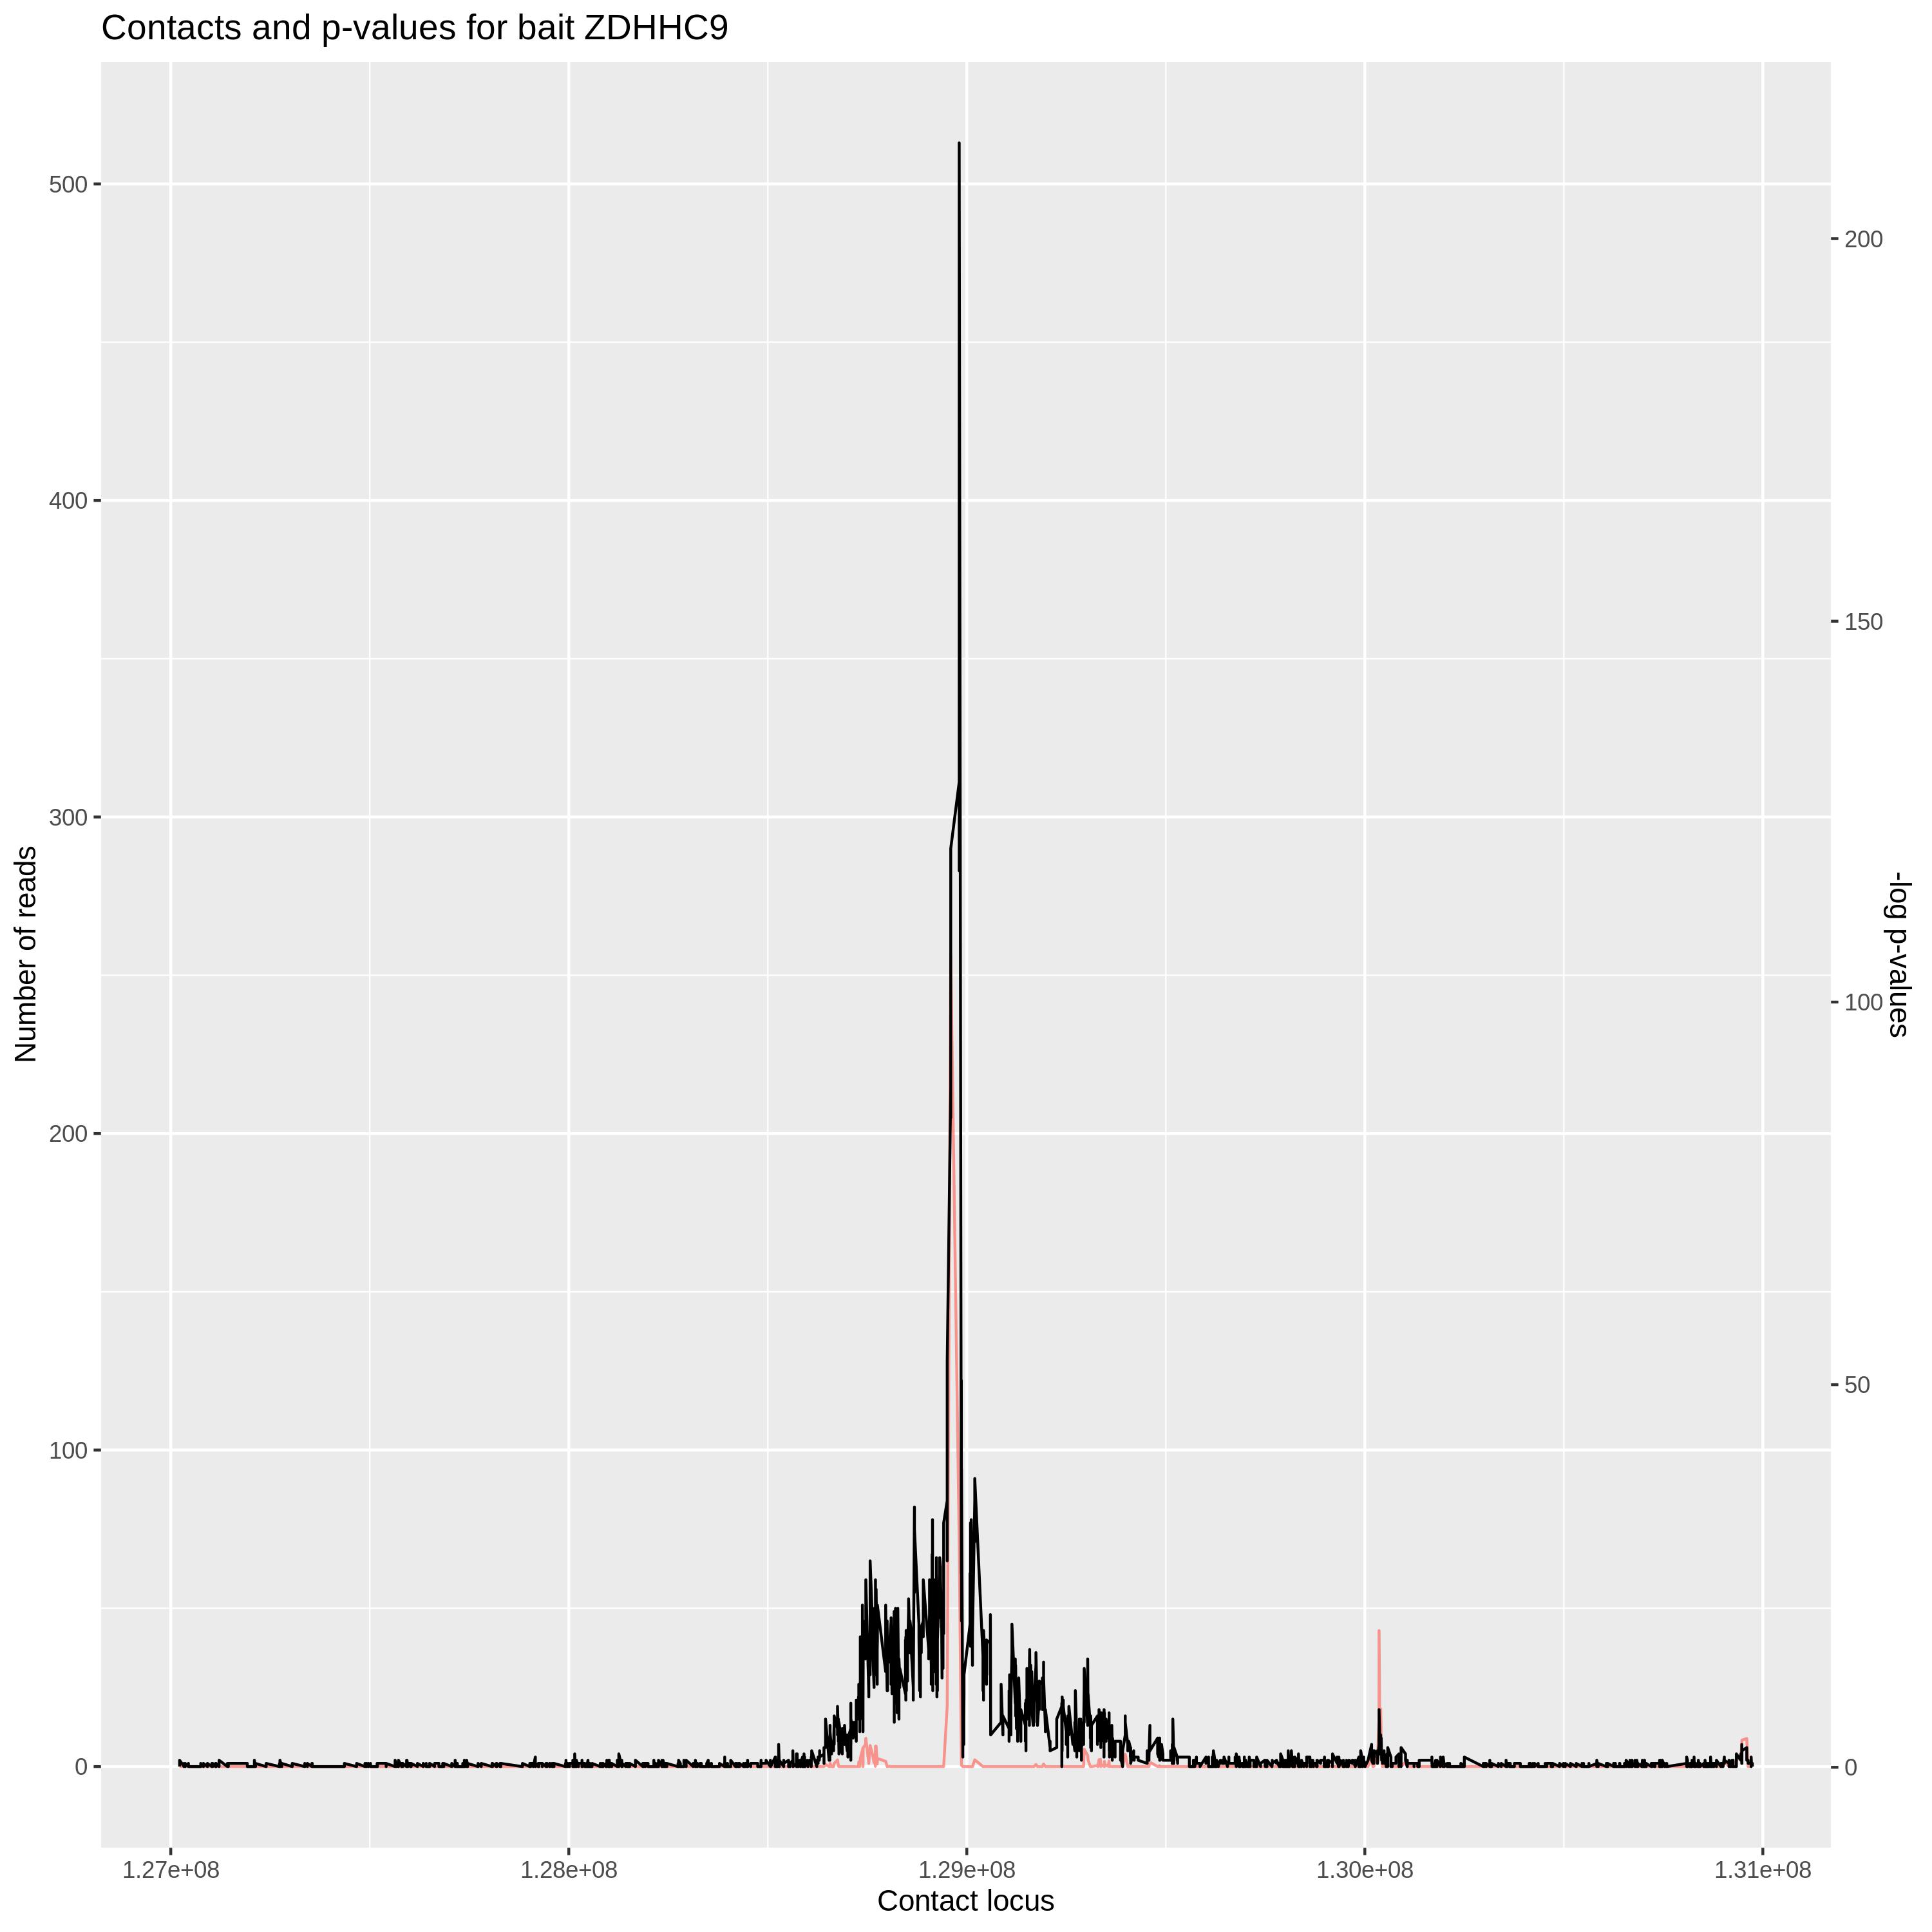 Contacts and p-values for bait ZDHHC9
500
400
300
200
100
0
Number of reads
200
150
100
50
0
-log p-values
1.27e+08
1.28e+08
1.29e+08
1.30e+08
1.31e+08
Contact locus